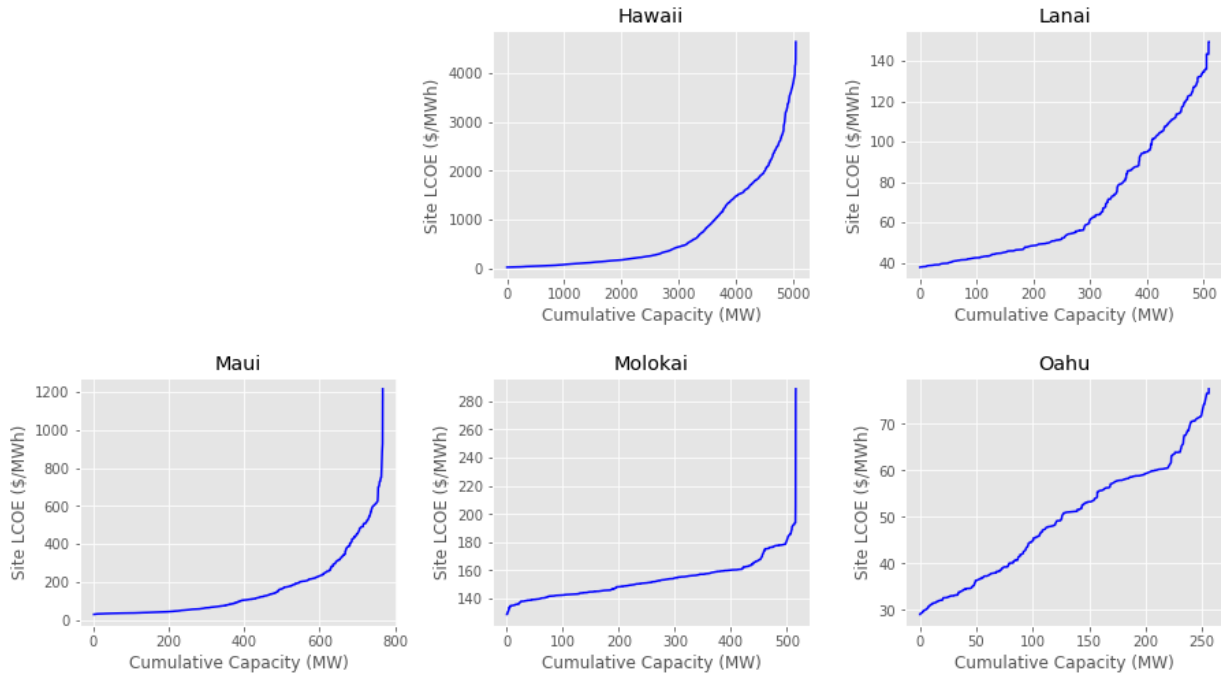 Hawaii
Site LCOE ($/MWh)
4000
3000
2000
1000
0
0 1000 2000 3000 4000 5000
Cumulative Capacity (MW)
Lanai
Site LCOE ($/MWh)
140
120
100
80
60
40
0 100 200 300 400 500
Cumulative Capacity (MW)
Maui
Site LCOE ($/MWh)
1200
1000
800
600
400
200
0
0 200 400 600 800
Cumulative Capacity (MW)
Molokai
Site LCOE ($/MWh)
280
260
240
220
200
180
160
140
0 100 200 300 400 500
Cumulative Capacity (MW)
Oahu
Site LCOE ($/MWh)
70
60
50
40
30
0 50 100 150 200 250
Cumulative Capacity (MW)